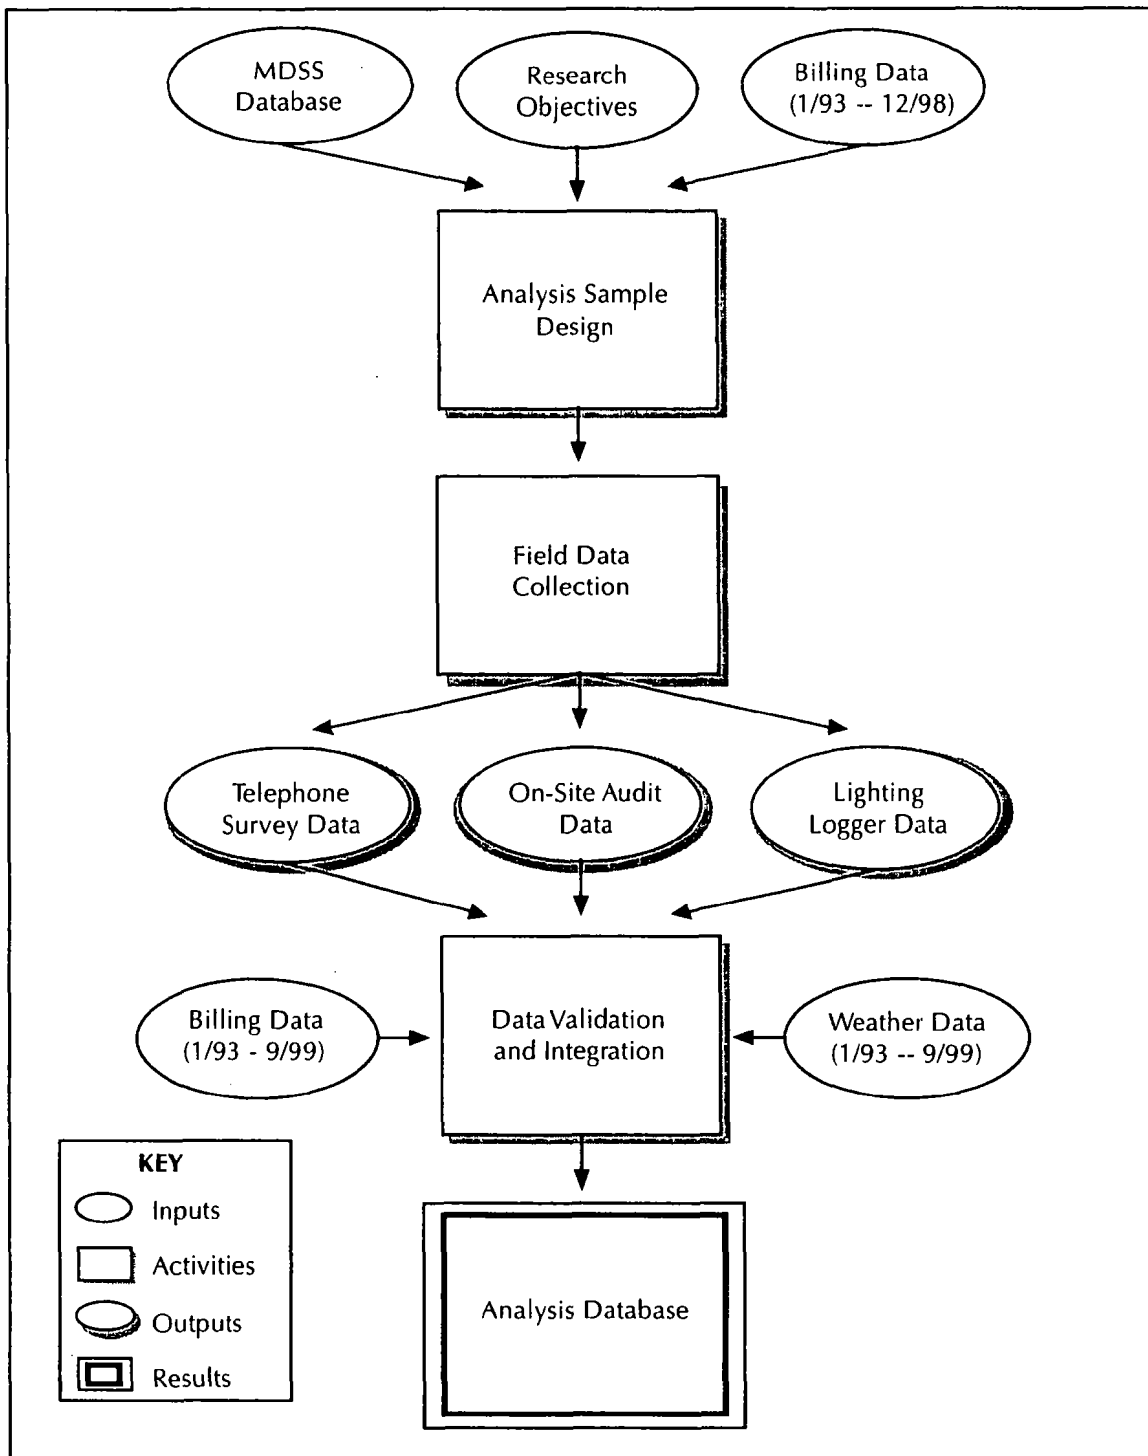 MDSS
Database
Research
Objectives
Billing Data
(1/93 -- 12/98)
Analysis Sample
Design
Field Data
Collection
Telephone
Survey Data
On-Site Audit
Data
Lighting
Logger Data
Billing Data
(1/93 - 9/99)
Data Validation
and Integration
Weather Data
(1/93 -- 9/99)
KEY
Inputs
Activities
Outputs
Results
Analysis Database